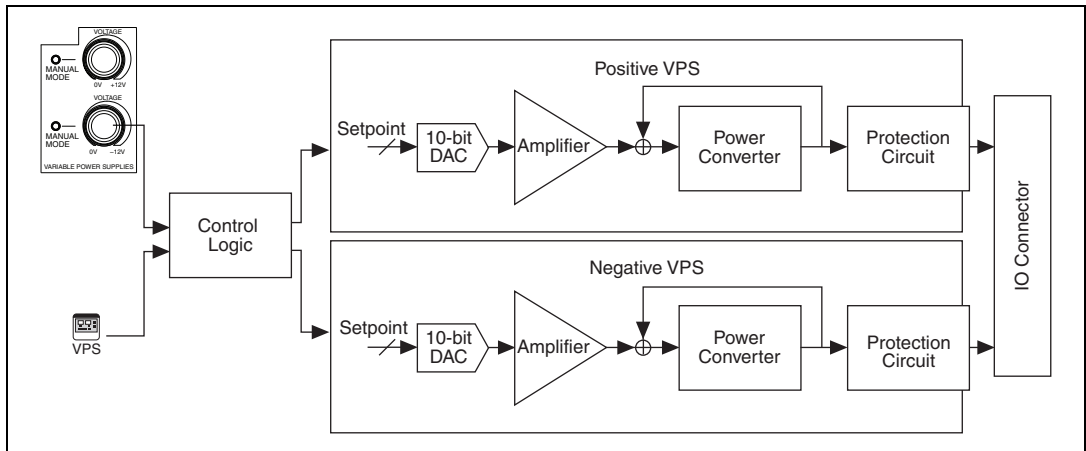 VOLTAGE
MANUAL
MODE
0V +12V
VOLTAGE
MANUAL
MODE
0V −12V
VARIABLE POWER SUPPLIES
VPS
Control
Logic
Positive VPS
Setpoint
10-bit
DAC
Amplifier
Power
Converter
Protection
Circuit
Negative VPS
Setpoint
10-bit
DAC
Amplifier
Power
Converter
Protection
Circuit
IO Connector